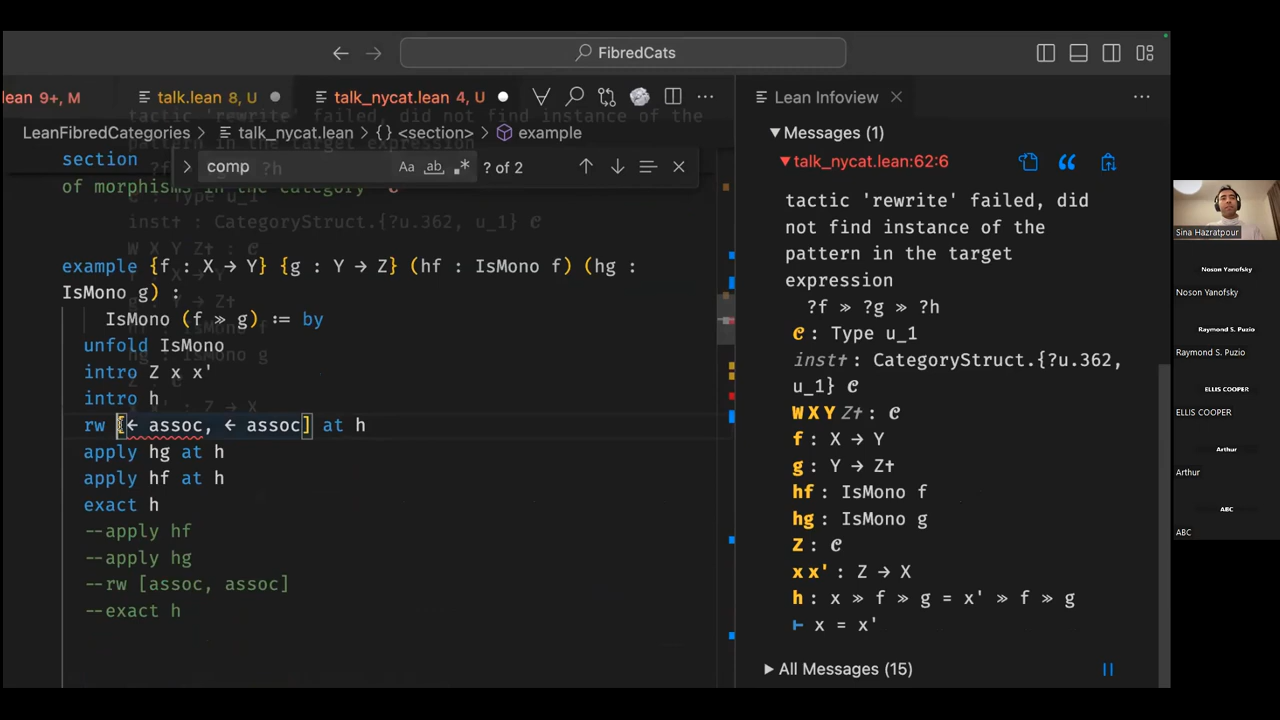 FibredCats
lean 9+, M
talk.lean 8, U
talk_nycat.lean 4, U
Lean Infoview
LeanFibredCategories > talk_nycat.lean > {} <section> > example
section
comp
Aa ab .* ? of 2
of morphisms in the category `C`
example {f : X → Y} {g : Y → Z} (hf : IsMono f) (hg :
IsMono g) :
IsMono (f ≫ g) := by
unfold IsMono
intro Z x x'
intro h
rw [← assoc, ← assoc] at h
apply hg at h
apply hf at h
exact h
--apply hf
--apply hg
--rw [assoc, assoc]
--exact h
Messages (1)
talk_nycat.lean:62:6
tactic 'rewrite' failed, did
not find instance of the
pattern in the target
expression
?f ≫ ?g ≫ ?h
𝓒 : Type u_1
inst† : CategoryStruct.{?u.362,
u_1} 𝓒
W X Y Z† : 𝓒
f : X → Y
g : Y → Z†
hf : IsMono f
hg : IsMono g
Z : 𝓒
x x' : Z → X
h : x ≫ f ≫ g = x' ≫ f ≫ g
⊢ x = x'
All Messages (15)
Sina Hazratpour
Noson Yanofsky
Noson Yanofsky
Raymond S. Puzio
Raymond S. Puzio
ELLIS COOPER
ELLIS COOPER
Arthur
Arthur
ABC
ABC